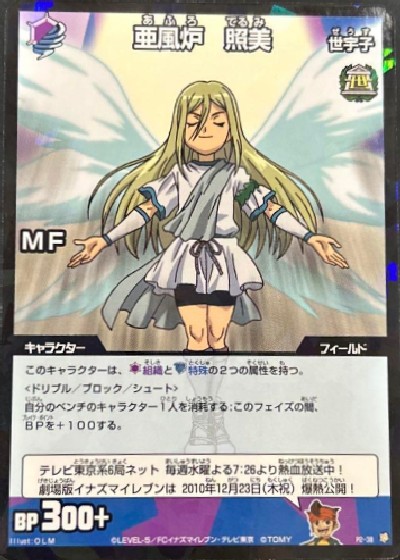 あふろ てるみ
亜風炉 照美
ぜうす
世宇子
MF
キャラクター
フィールド
このキャラクターは、組織と特殊の2つの属性を持つ。
<ドリブル/ブロック/シュート>
自分のベンチのキャラクター1人を消耗する:このフェイズの間、
BPを+100する。
テレビ東京系6局ネット 毎週水曜よる7:26より熱血放送中!
劇場版イナズマイレブンは 2010年12月23日(木祝) 爆熱公開!
BP300+
Illust:OLM
©LEVEL-5/FCイナズマイレブン・テレビ東京 ©TOMY